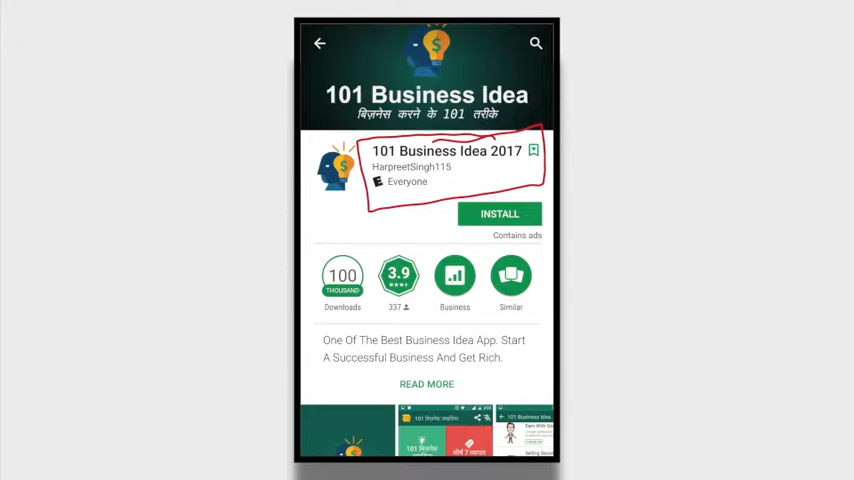 101 Business Idea
बिज़नेस करने के 101 तरीके
101 Business Idea 2017
HarpreetSingh115
E Everyone
INSTALL
Contains ads
100
THOUSAND
Downloads
3.9
337
Business
Similar
One Of The Best Business Idea App. Start
A Successful Business And Get Rich.
READ MORE
101 Business Idea
101 बिज़नेस
शीर्ष 7 व्यापार